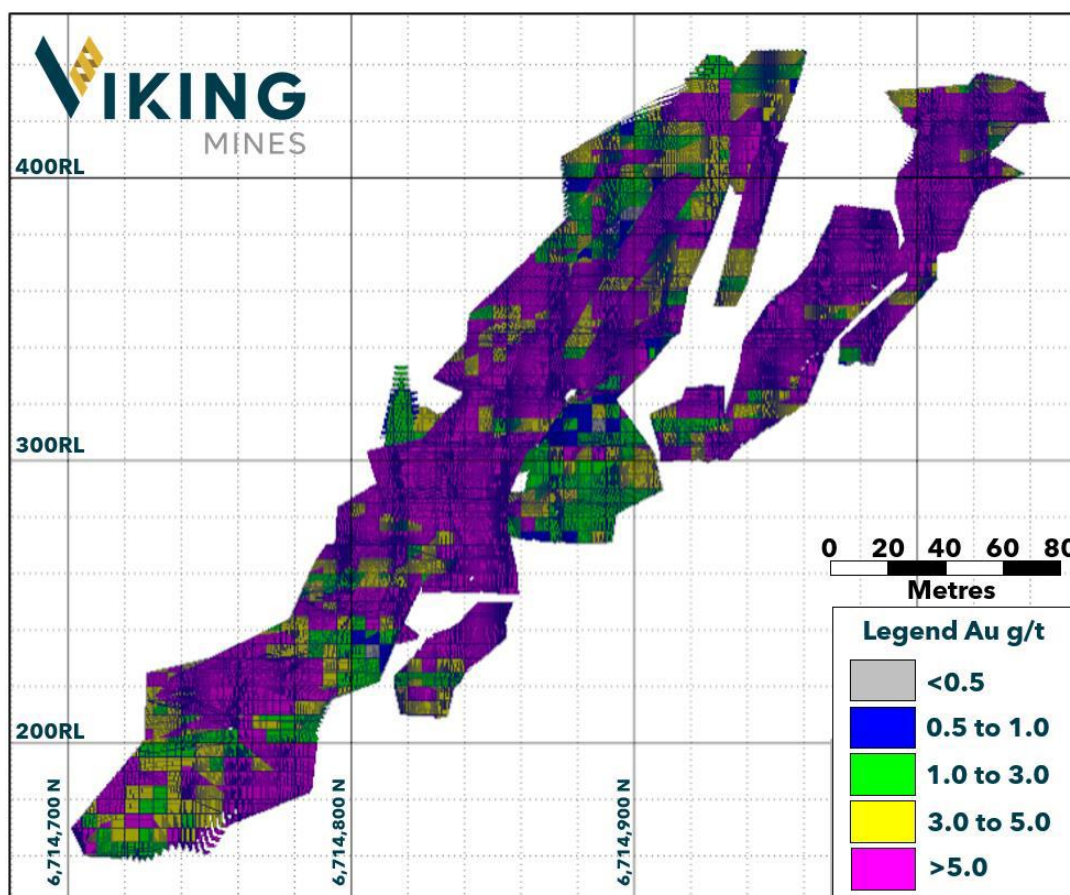 VIKING
MINES
400RL
300RL
200RL
6,714,700 N
6,714,800 N
6,714,900 N
0 20 40 60 80
Metres
Legend Au g/t
<0.5
0.5 to 1.0
1.0 to 3.0
3.0 to 5.0
>5.0